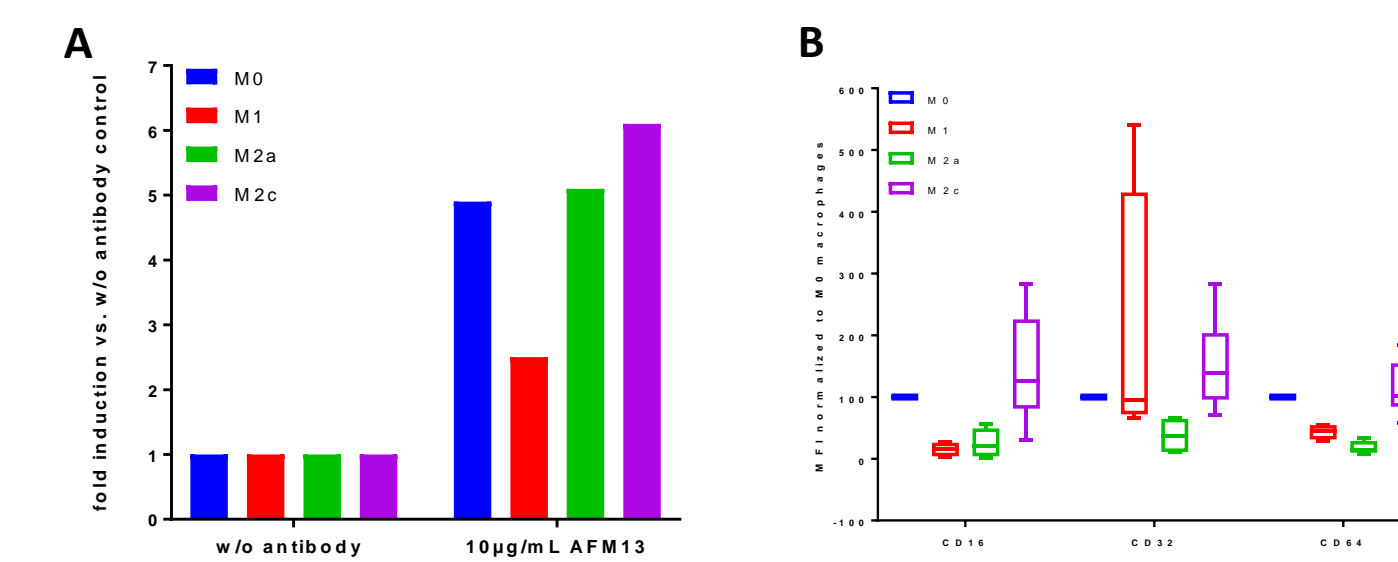 A
fold induction vs. w/o antibody control
7
6
5
4
3
2
1
0
M0
M1
M2a
M2c
w/o antibody
10µg/mL AFM13
B
MFI normalized to M0 macrophages
600
500
400
300
200
100
0
-100
M0
M1
M2a
M2c
CD16
CD32
CD64